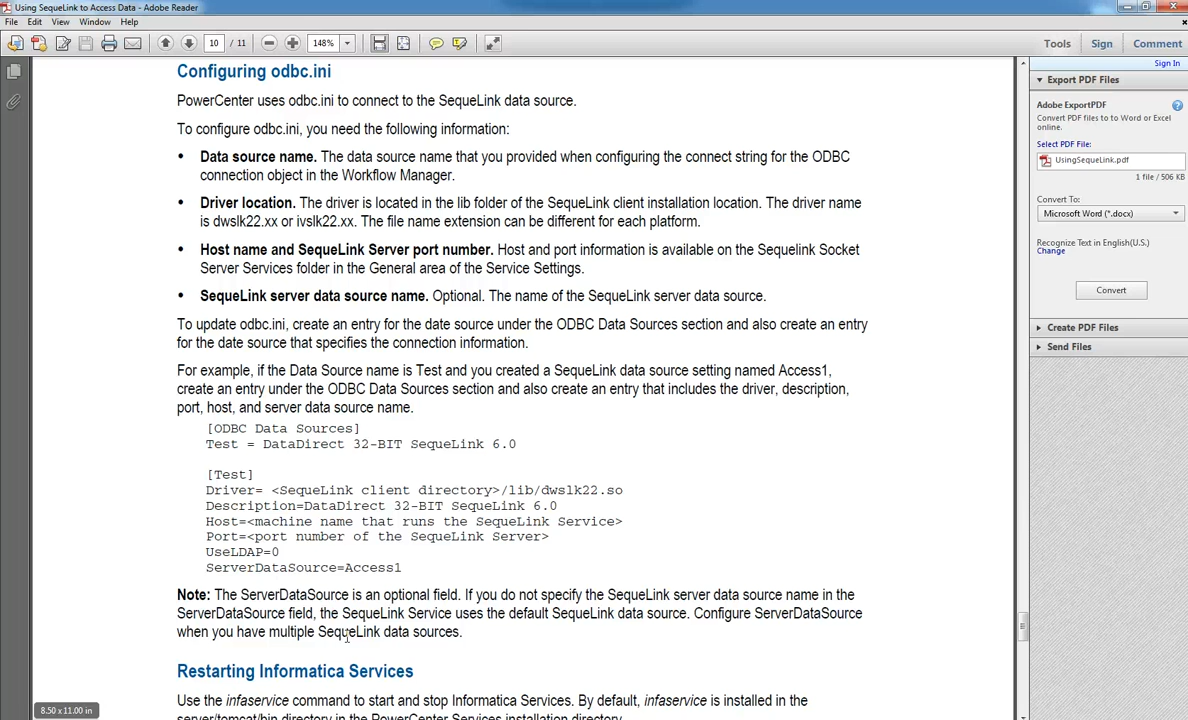 Using SequeLink to Access Data - Adobe Reader
File Edit View Window Help
10 / 11 148% Tools Sign Comment
Sign In
Export PDF Files
Adobe ExportPDF
Convert PDF files to to Word or Excel
online.
Select PDF File:
UsingSequeLink.pdf
1 file / 506 KB
Convert To:
Microsoft Word (*.docx)
Recognize Text in English(U.S.)
Change
Convert
Create PDF Files
Send Files
Configuring odbc.ini
PowerCenter uses odbc.ini to connect to the SequeLink data source.
To configure odbc.ini, you need the following information:
• Data source name. The data source name that you provided when configuring the connect string for the ODBC
connection object in the Workflow Manager.
• Driver location. The driver is located in the lib folder of the SequeLink client installation location. The driver name
is dwslk22.xx or ivslk22.xx. The file name extension can be different for each platform.
• Host name and SequeLink Server port number. Host and port information is available on the Sequelink Socket
Server Services folder in the General area of the Service Settings.
• SequeLink server data source name. Optional. The name of the SequeLink server data source.
To update odbc.ini, create an entry for the date source under the ODBC Data Sources section and also create an entry
for the date source that specifies the connection information.
For example, if the Data Source name is Test and you created a SequeLink data source setting named Access1,
create an entry under the ODBC Data Sources section and also create an entry that includes the driver, description,
port, host, and server data source name.
[ODBC Data Sources]
Test = DataDirect 32-BIT SequeLink 6.0
[Test]
Driver= <SequeLink client directory>/lib/dwslk22.so
Description=DataDirect 32-BIT SequeLink 6.0
Host=<machine name that runs the SequeLink Service>
Port=<port number of the SequeLink Server>
UseLDAP=0
ServerDataSource=Access1
Note: The ServerDataSource is an optional field. If you do not specify the SequeLink server data source name in the
ServerDataSource field, the SequeLink Service uses the default SequeLink data source. Configure ServerDataSource
when you have multiple SequeLink data sources.
Restarting Informatica Services
Use the infaservice command to start and stop Informatica Services. By default, infaservice is installed in the
server/tomcat/bin directory in the PowerCenter Services installation directory.
8.50 x 11.00 in